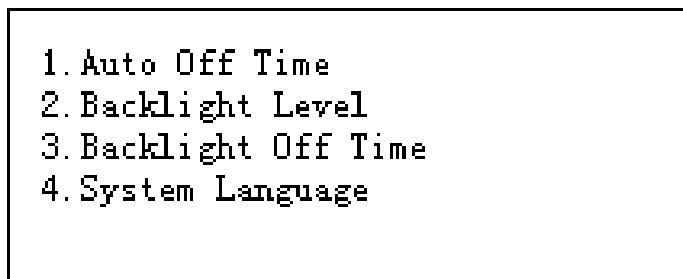 1.Auto Off Time
2.Backlight Level
3.Backlight Off Time
4.System Language